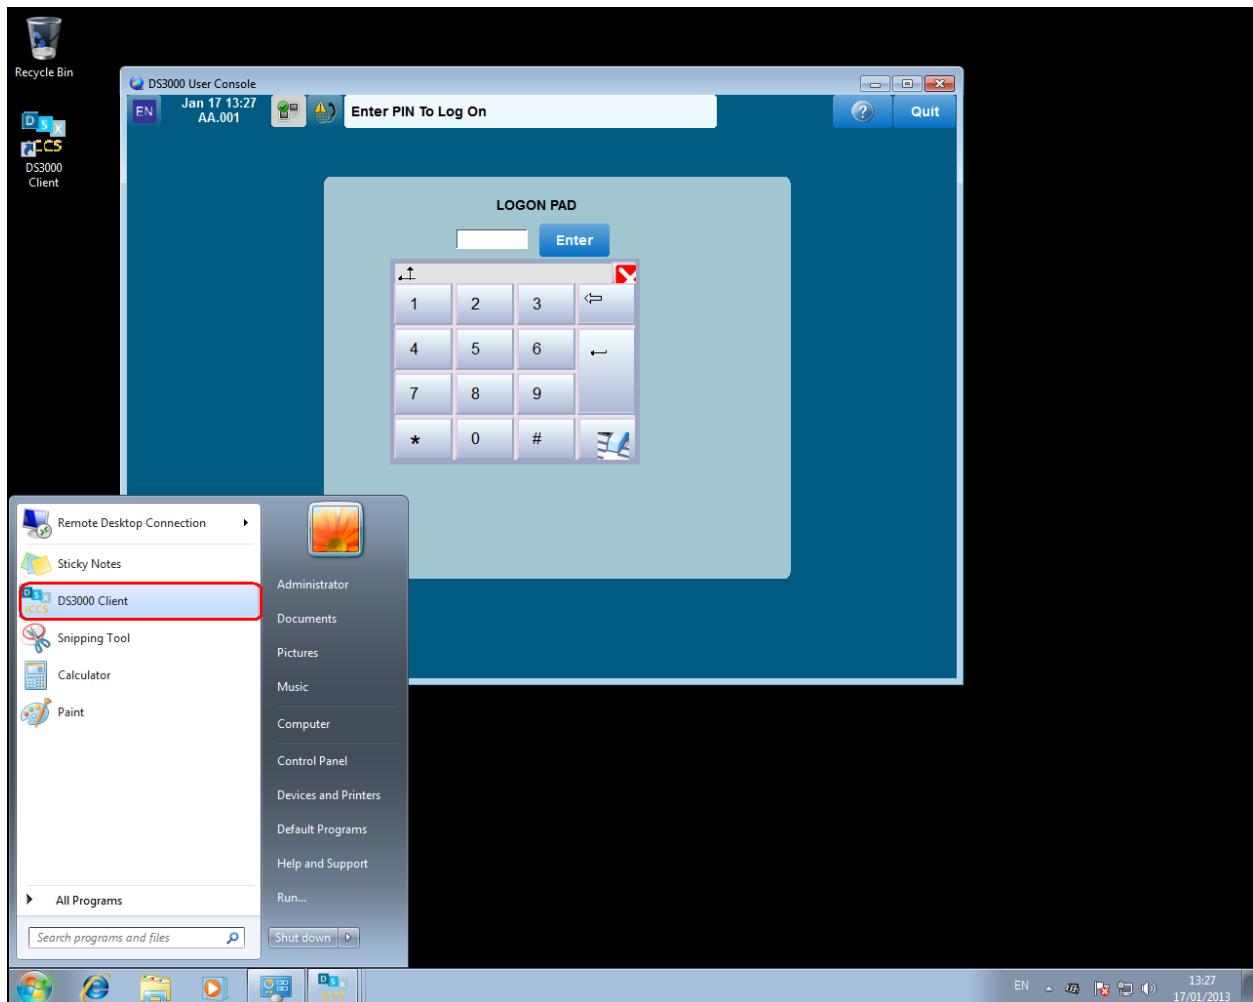 Recycle Bin
DS3000 User Console
EN
Jan 17 13:27
AA.001
Enter PIN To Log On
?
Quit
D S X
ICCS
DS3000
Client
LOGON PAD
Enter
1 2 3
4 5 6
7 8 9
* 0 #
Remote Desktop Connection
Sticky Notes
D S X
ICCS
DS3000 Client
Snipping Tool
Calculator
Paint
All Programs
Search programs and files
Administrator
Documents
Pictures
Music
Computer
Control Panel
Devices and Printers
Default Programs
Help and Support
Run...
Shut down
D S X
ICCS
EN
13:27
17/01/2013